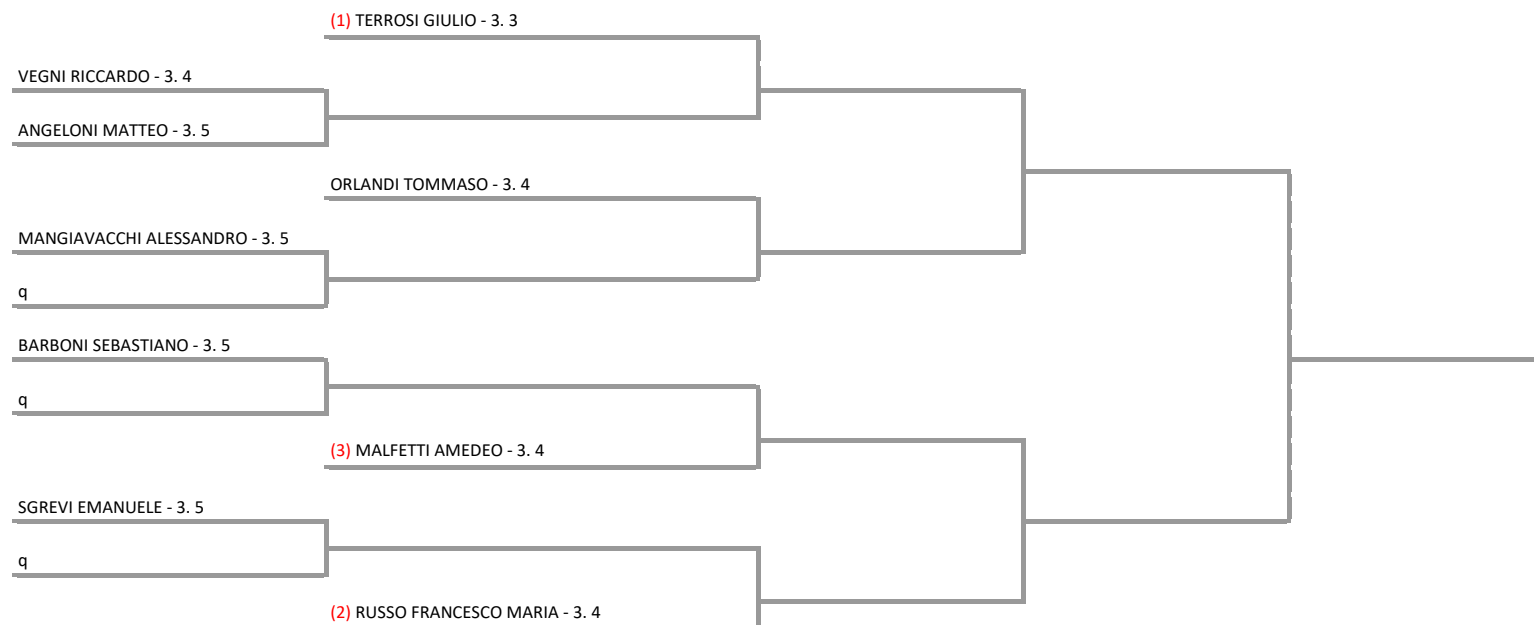 (1) TERROSI GIULIO - 3. 3
VEGNI RICCARDO - 3. 4
ANGELONI MATTEO - 3. 5
ORLANDI TOMMASO - 3. 4
MANGIAVACCHI ALESSANDRO - 3. 5
q
BARBONI SEBASTIANO - 3. 5
q
(3) MALFETTI AMEDEO - 3. 4
SGREVI EMANUELE - 3. 5
q
(2) RUSSO FRANCESCO MARIA - 3. 4